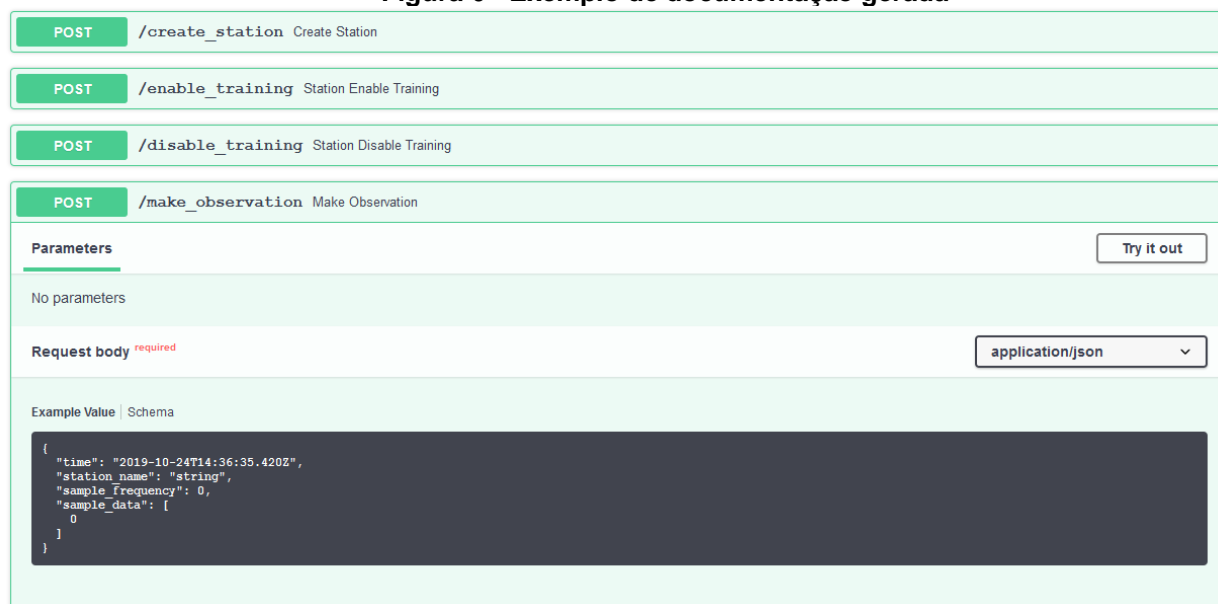 POST /create_station Create Station
POST /enable_training Station Enable Training
POST /disable_training Station Disable Training
POST /make_observation Make Observation
Parameters Try it out
No parameters
Request body required application/json
Example Value | Schema
{
"time": "2019-10-24T14:36:35.420Z",
"station_name": "string",
"sample_frequency": 0,
"sample_data": [
0
]
}